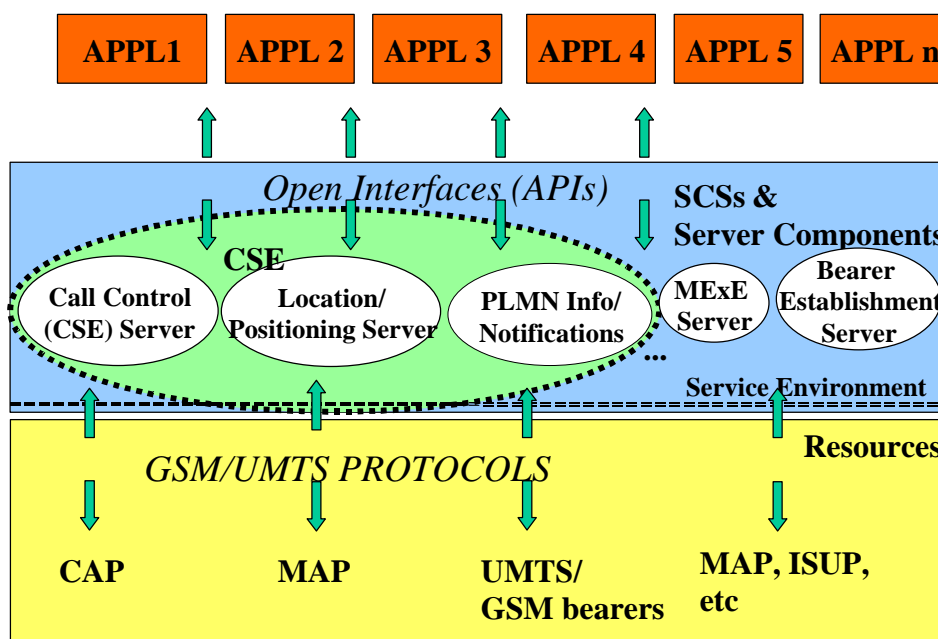 APPL1 APPL 2 APPL 3 APPL 4 APPL 5 APPL n
Open Interfaces (APIs)
SCSs &
Server Components
CSE
Call Control
(CSE) Server
Location/
Positioning Server
PLMN Info/
Notifications
MExE
Server
Bearer
Establishment
Server
...
Service Environment
Resources
GSM/UMTS PROTOCOLS
CAP
MAP
UMTS/
GSM bearers
MAP, ISUP,
etc